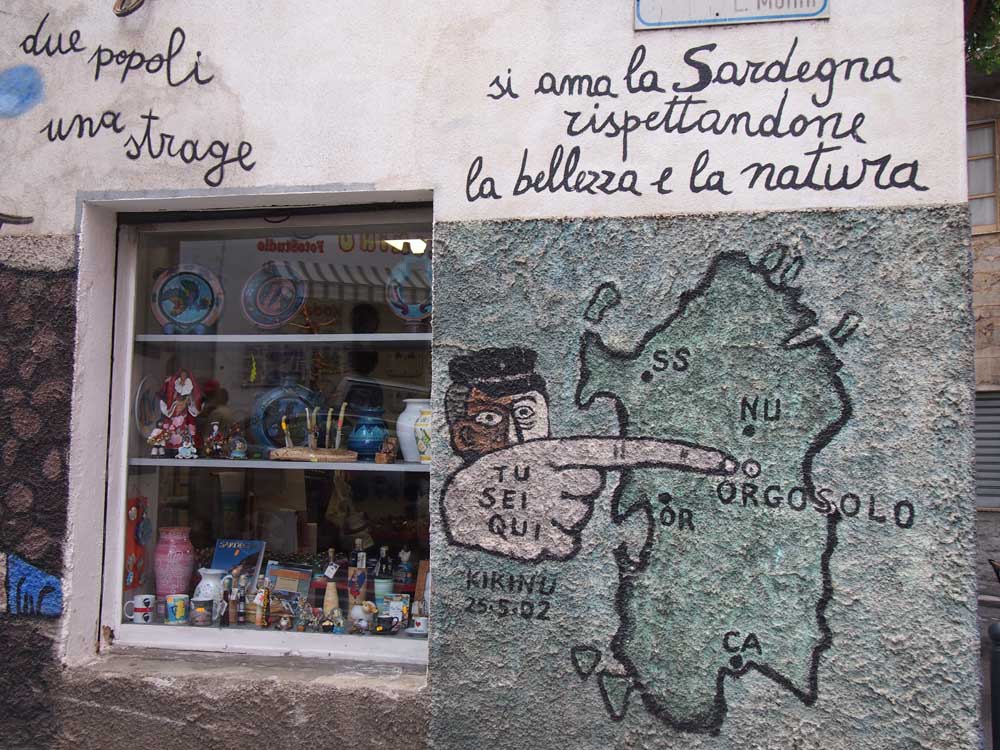 due popoli
una strage
si ama la Sardegna
rispettandone
la bellezza e la natura
FotoStudio
SS
NU
TU
SEI
QUI
ORGOSOLO
OR
KIKINU
25-5-02
CA